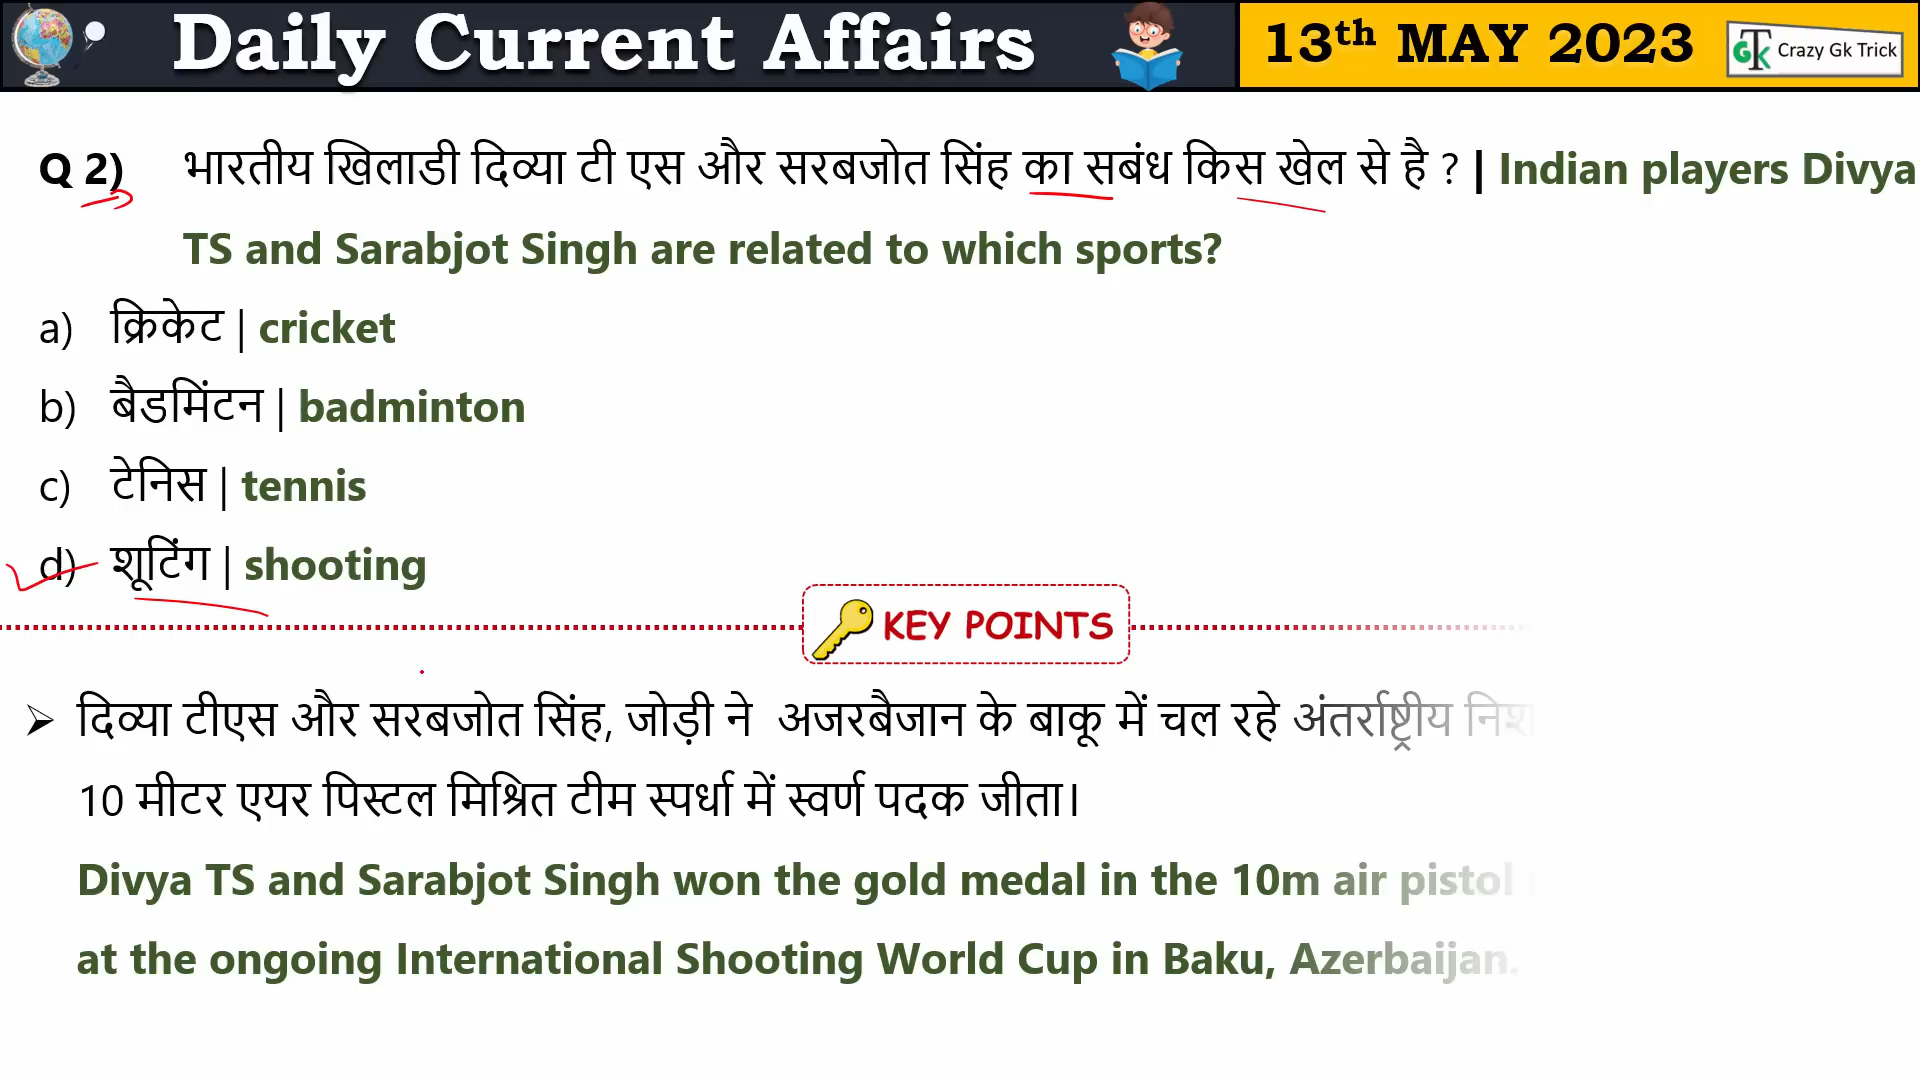 Daily Current Affairs
13th MAY 2023
GTK Crazy Gk Trick
Q 2) भारतीय खिलाडी दिव्या टी एस और सरबजोत सिंह का सबंध किस खेल से है ? | Indian players Divya
TS and Sarabjot Singh are related to which sports?
a) क्रिकेट | cricket
b) बैडमिंटन | badminton
c) टेनिस | tennis
d) शूटिंग | shooting
KEY POINTS
➢ दिव्या टीएस और सरबजोत सिंह, जोड़ी ने अजरबैजान के बाकू में चल रहे अंतर्राष्ट्रीय
10 मीटर एयर पिस्टल मिश्रित टीम स्पर्धा में स्वर्ण पदक जीता।
Divya TS and Sarabjot Singh won the gold medal in the 10m air pistol
at the ongoing International Shooting World Cup in Baku, Azerbaijan.